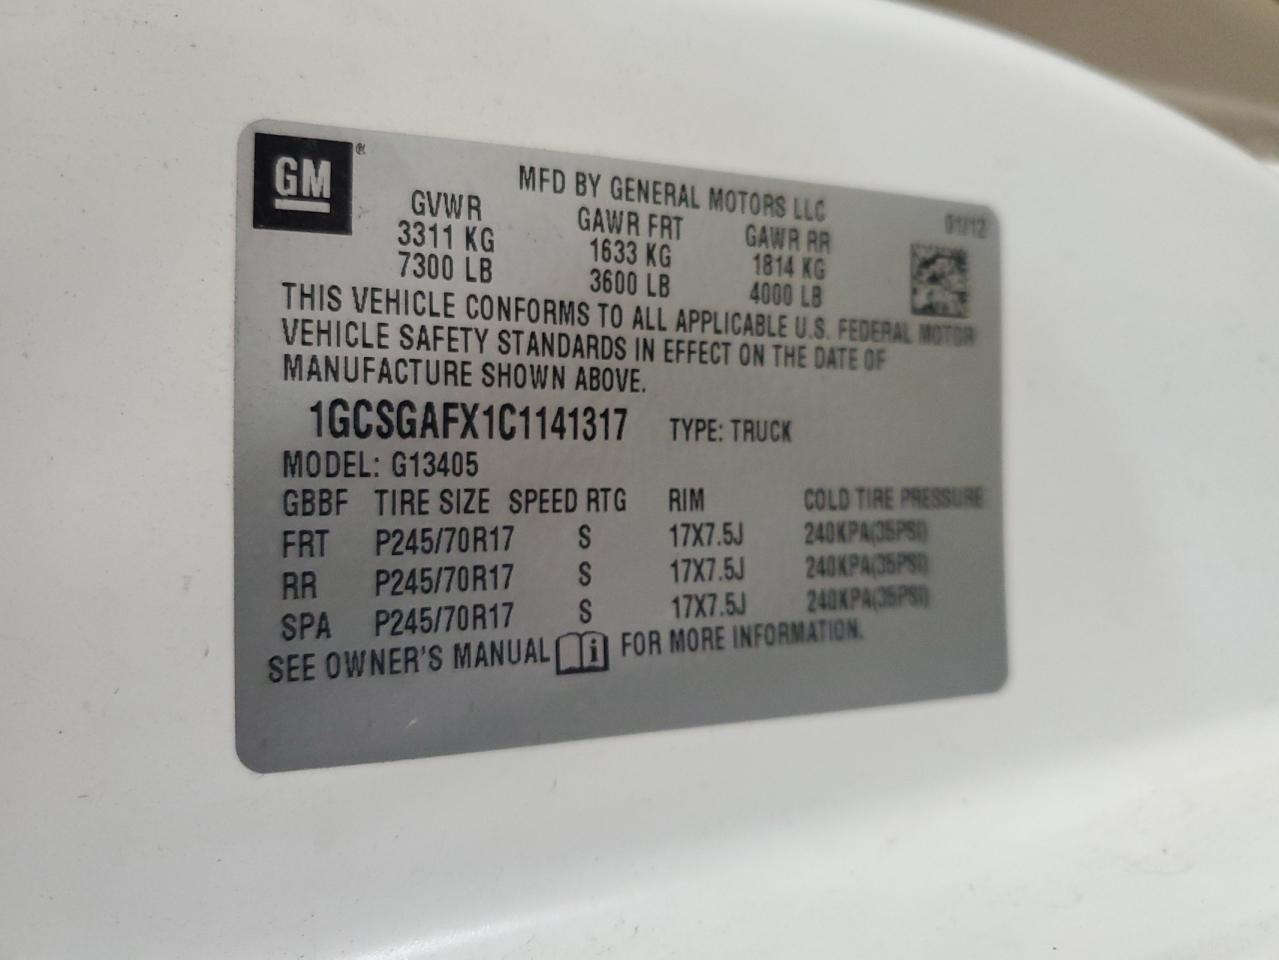 GM
MFD BY GENERAL MOTORS LLC
01/12
GVWR GAWR FRT GAWR RR
3311 KG 1633 KG 1814 KG
7300 LB 3600 LB 4000 LB
THIS VEHICLE CONFORMS TO ALL APPLICABLE U.S. FEDERAL MOTOR
VEHICLE SAFETY STANDARDS IN EFFECT ON THE DATE OF
MANUFACTURE SHOWN ABOVE.
1GCSGAFX1C1141317 TYPE: TRUCK
MODEL: G13405
GBBF TIRE SIZE SPEED RTG RIM COLD TIRE PRESSURE
FRT P245/70R17 S 17X7.5J 240KPA(35PSI)
RR P245/70R17 S 17X7.5J 240KPA(35PSI)
SPA P245/70R17 S 17X7.5J 240KPA(35PSI)
SEE OWNER'S MANUAL i FOR MORE INFORMATION.